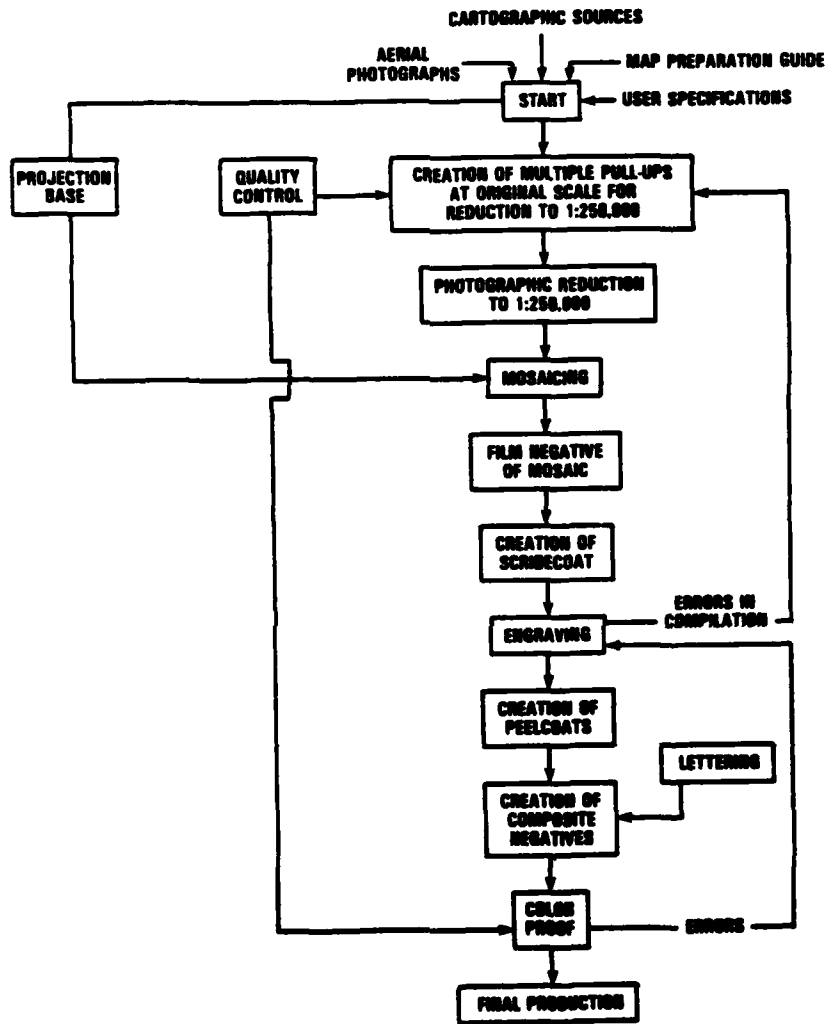 CARTOGRAPHIC SOURCES
AERIAL
PHOTOGRAPHS
MAP PREPARATION GUIDE
START
USER SPECIFICATIONS
PROJECTION
BASE
QUALITY
CONTROL
CREATION OF MULTIPLE PULL-UPS
AT ORIGINAL SCALE FOR
REDUCTION TO 1:250,000
PHOTOGRAPHIC REDUCTION
TO 1:250,000
MOSAICING
FILM NEGATIVE
OF MOSAIC
CREATION OF
SCRIBECOAT
ERRORS IN
COMPILATION
ENGRAVING
CREATION OF
PEELCOATS
LETTERING
CREATION OF
COMPOSITE
NEGATIVES
COLOR
PROOF
ERRORS
FINAL PRODUCTION